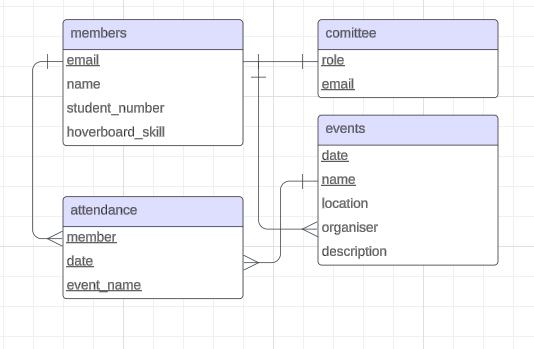 members
email
name
student_number
hoverboard_skill
comittee
role
email
events
date
name
location
organiser
description
attendance
member
date
event_name